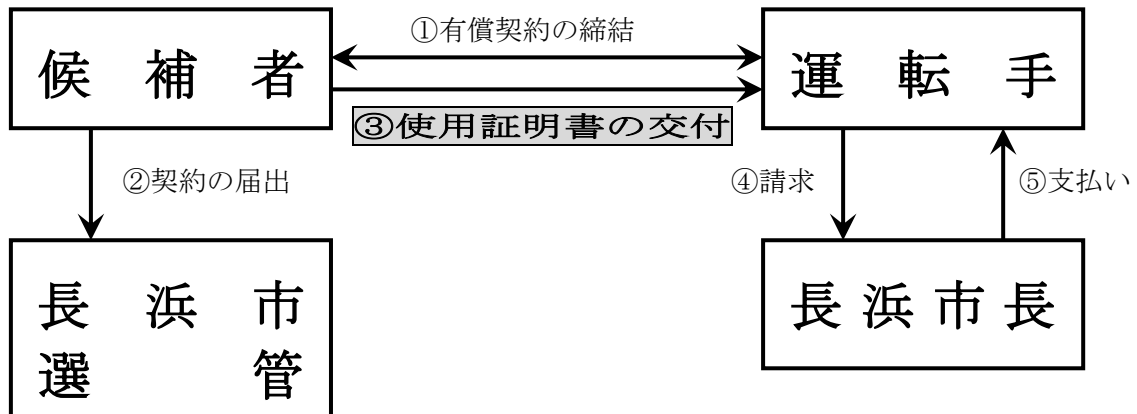 ①有償契約の締結
候補者
運転手
③使用証明書の交付
②契約の届出
④請求
⑤支払い
長浜市
選管
長浜市長